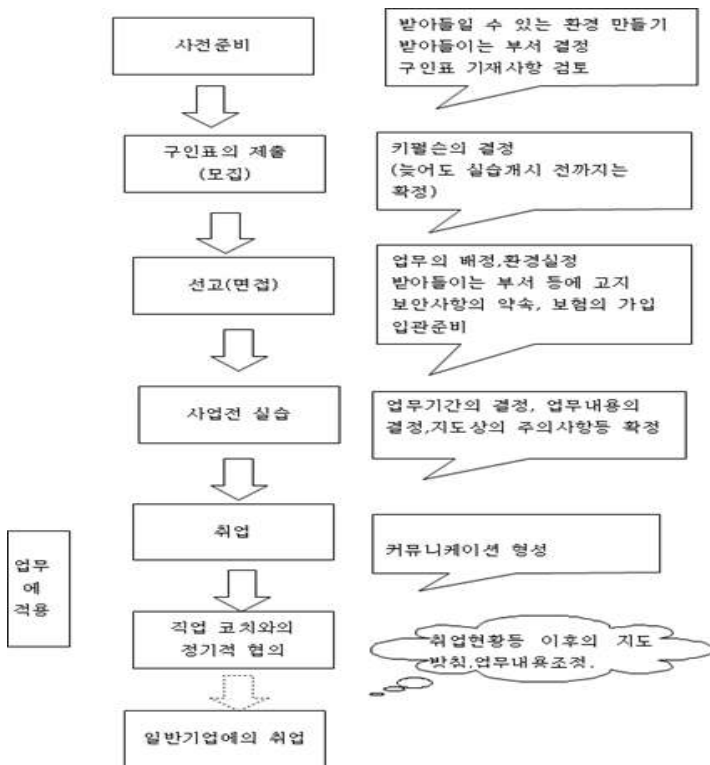 사전준비
받아들일 수 있는 환경 만들기
받아들이는 부서 결정
구인표 기재사항 검토
구인표의 제출
(모집)
키펄슨의 결정
(늦어도 실습개시 전까지는
확정)
선고(면접)
업무의 배정,환경실정
받아들이는 부서 등에 고지
보안사항의 약속, 보험의 가입
입관준비
사업전 실습
업무기간의 결정, 업무내용의
결정,지도상의 주의사항등 확정
취업
커뮤니케이션 형성
업무
에
적용
직업 코치와의
정기적 협의
취업현황등 이후의 지도
방침,업무내용조정.
일반기업에의 취업